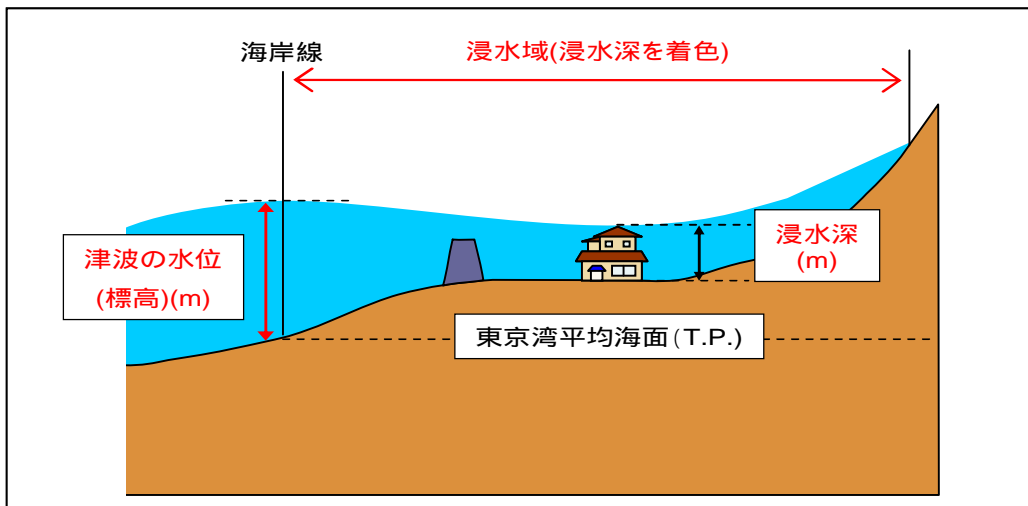 海岸線
浸水域(浸水深を着色)
津波の水位
(標高)(m)
浸水深
(m)
東京湾平均海面(T.P.)